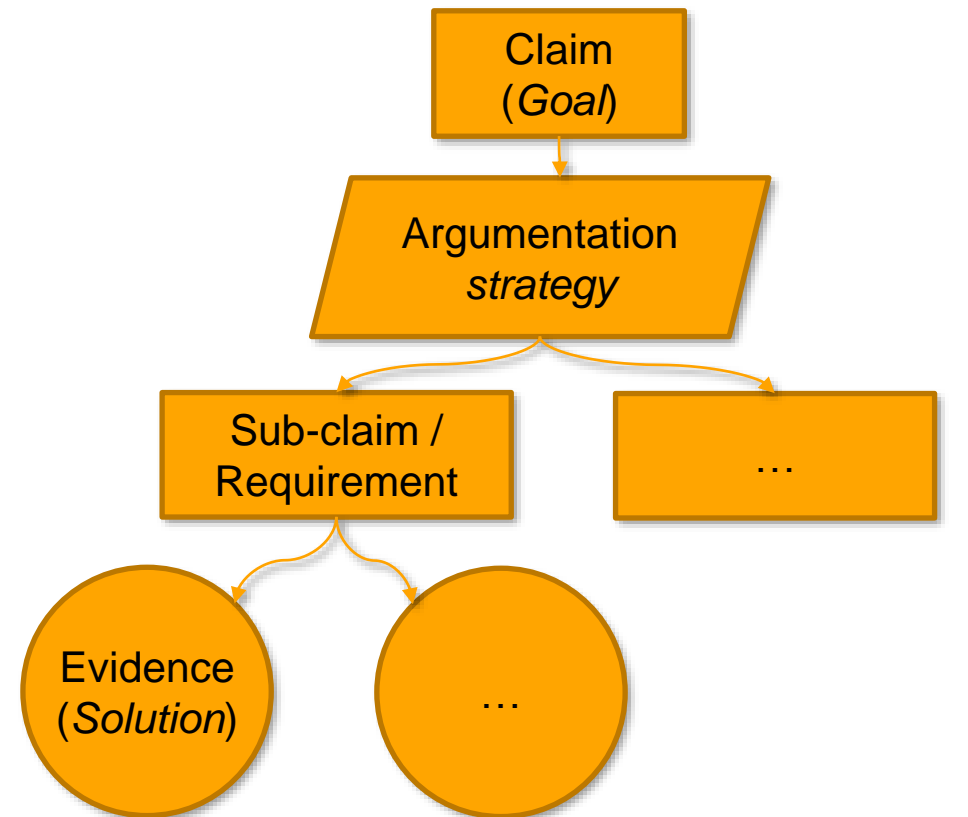 Claim
(Goal)
Argumentation
strategy
Sub-claim /
Requirement
...
Evidence
(Solution)
...